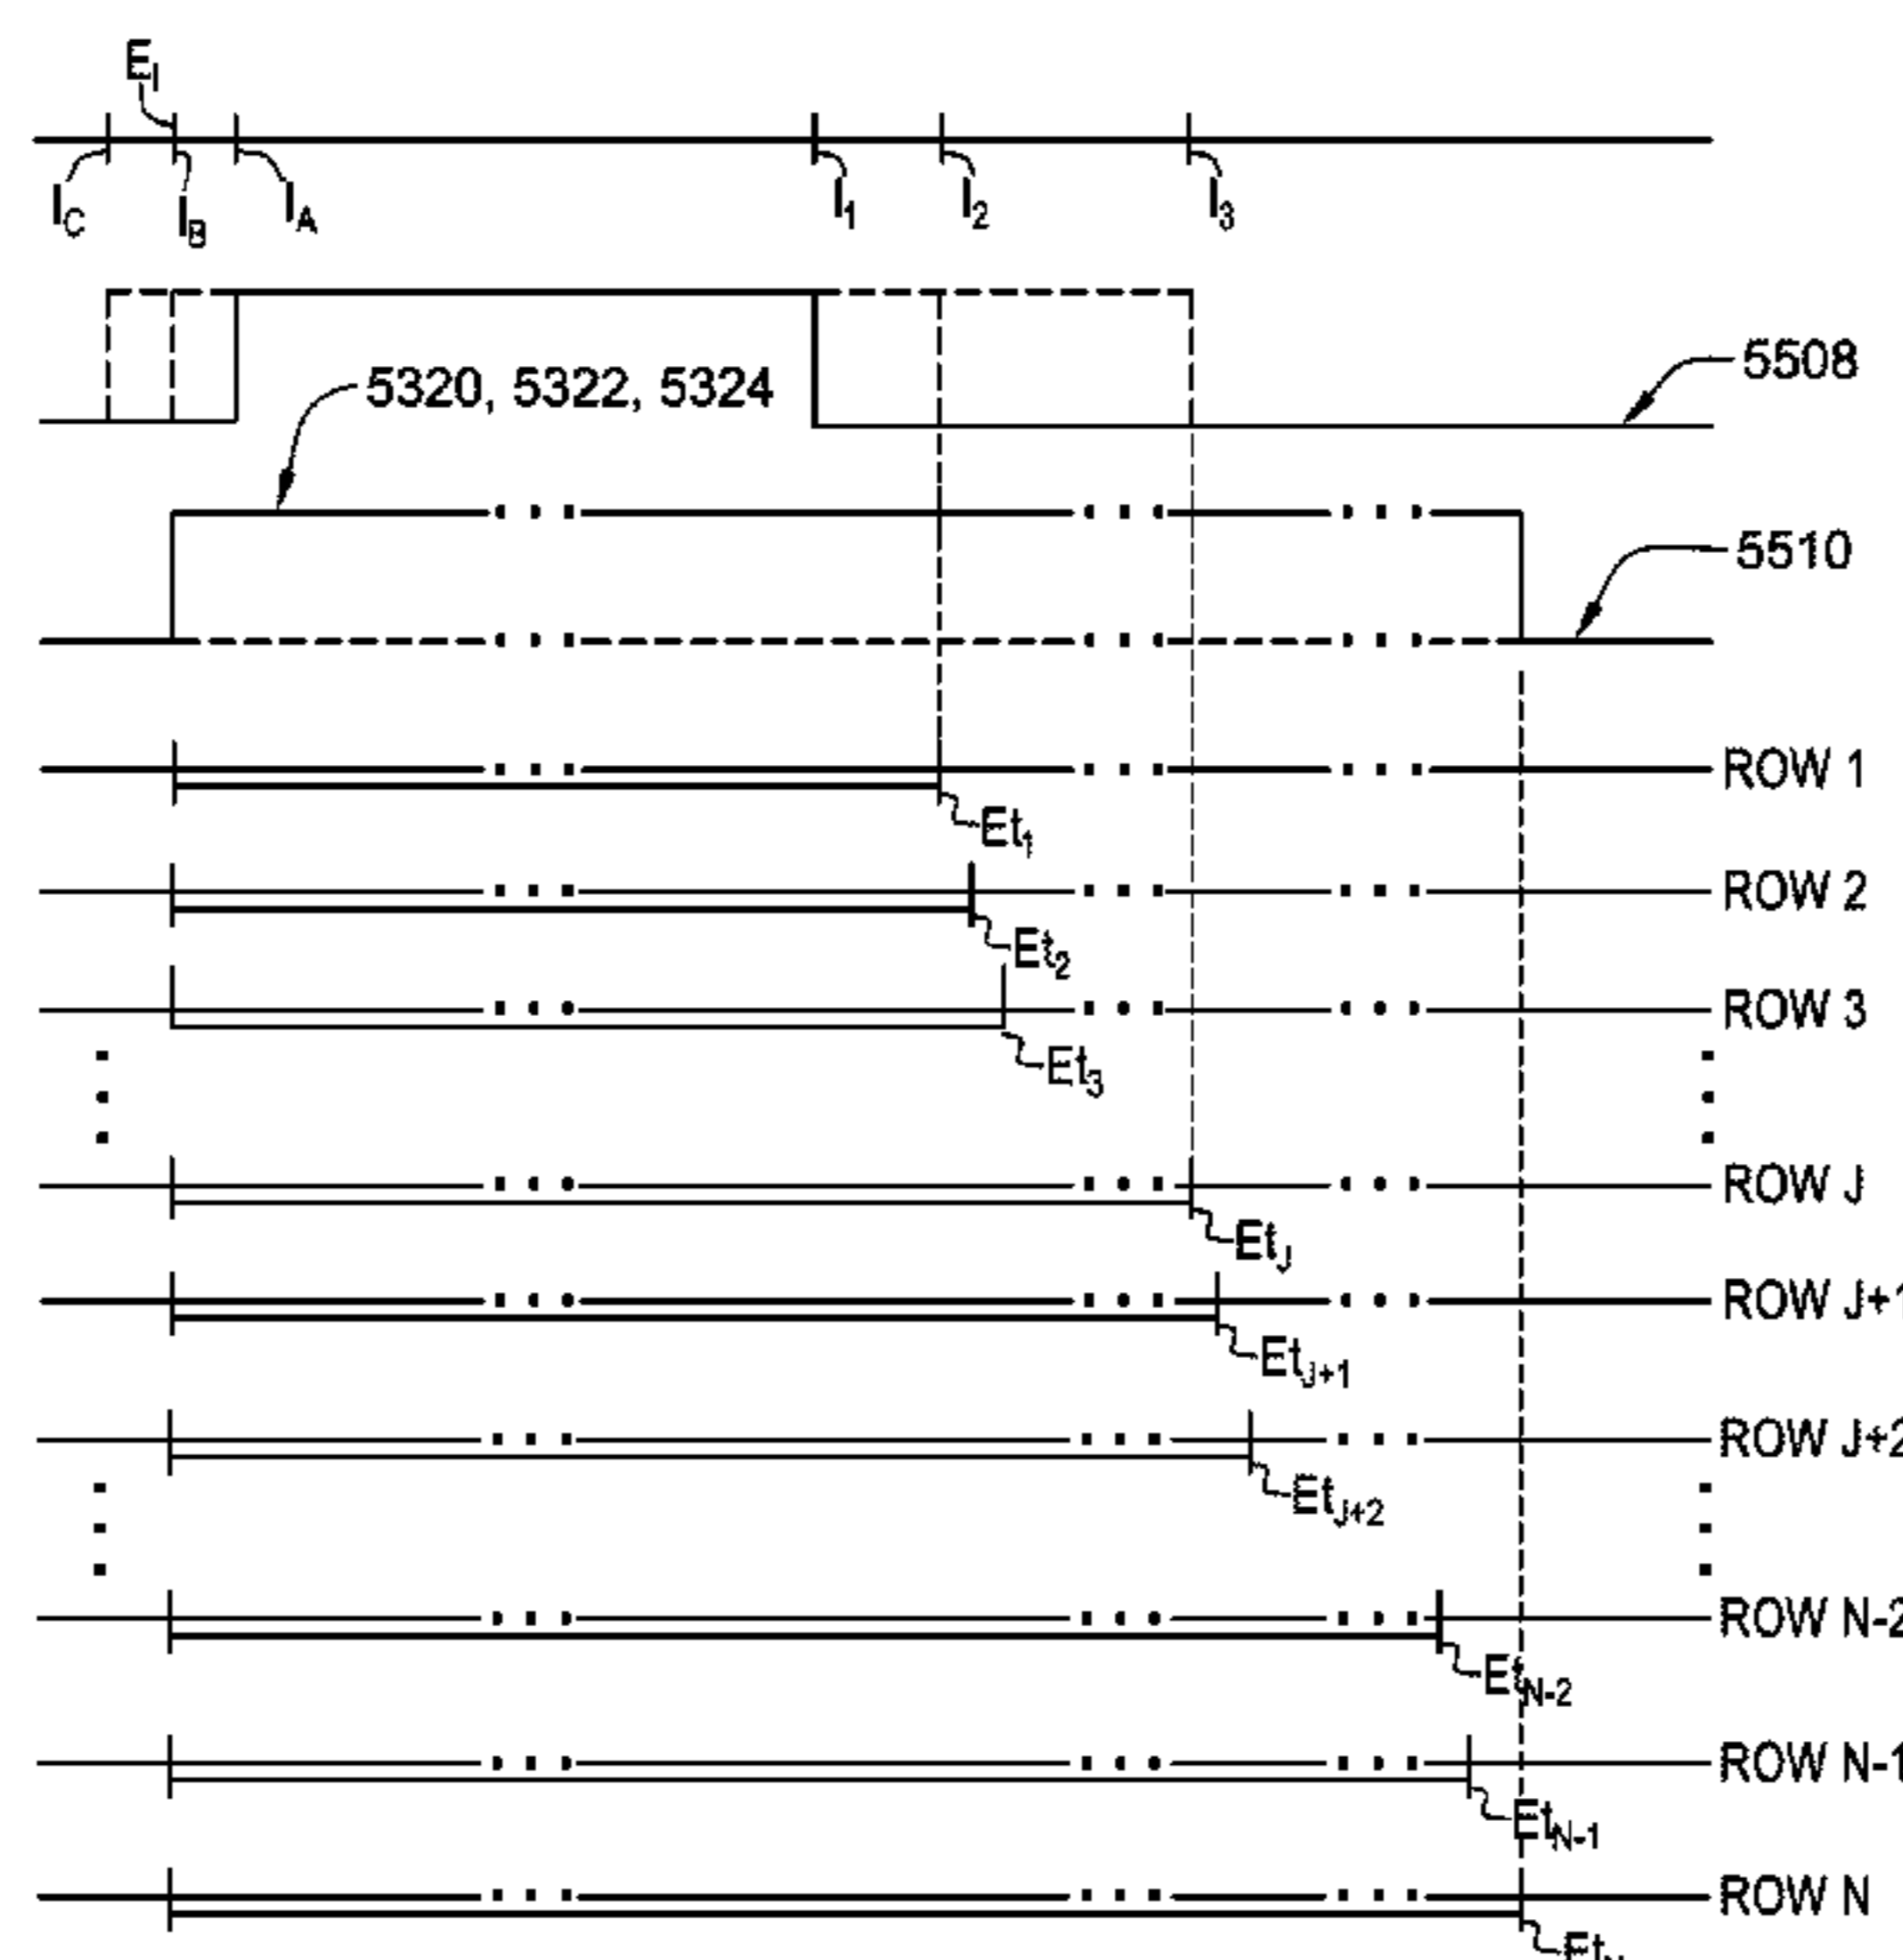 E_I
I_C I_B I_A I_1 I_2 I_3
5320, 5322, 5324
5508
5510
ROW 1
Et_1
ROW 2
Et_2
ROW 3
Et_3
ROW J
Et_J
ROW J+1
Et_J+1
ROW J+2
Et_J+2
ROW N-2
Et_N-2
ROW N-1
Et_N-1
ROW N